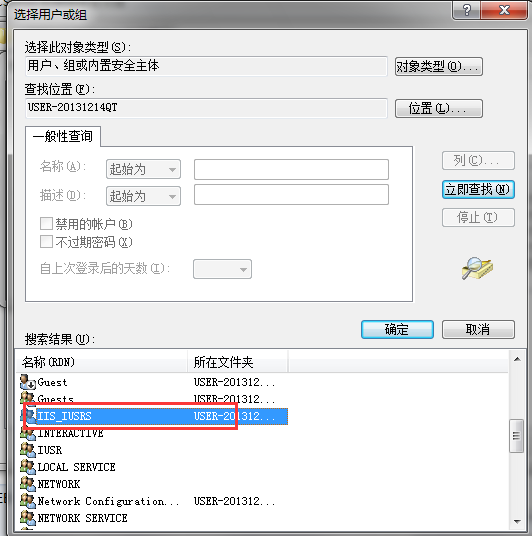 选择用户或组
选择此对象类型(S):
用户、组或内置安全主体
对象类型(O)...
查找位置(F):
USER-20131214QT
位置(L)...
一般性查询
名称(A):
起始为
描述(D):
起始为
禁用的帐户(B)
不过期密码(X)
自上次登录后的天数(I):
列(C)...
立即查找(N)
停止(T)
确定
取消
搜索结果(U):
名称(RDN) 所在文件夹
Guest USER-201312...
Guests USER-201312...
IIS_IUSRS USER-201312...
INTERACTIVE
IUSR
LOCAL SERVICE
NETWORK
Network Configuration... USER-201312...
NETWORK SERVICE